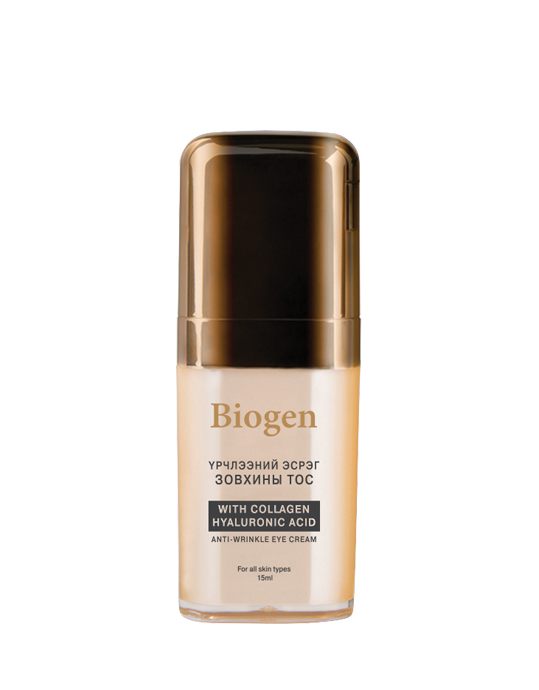 Biogen
ҮРЧЛЭЭНИЙ ЭСРЭГ
ЗОВХИНЫ ТОС
WITH COLLAGEN
HYALURONIC ACID
ANTI-WRINKLE EYE CREAM
For all skin types
15ml